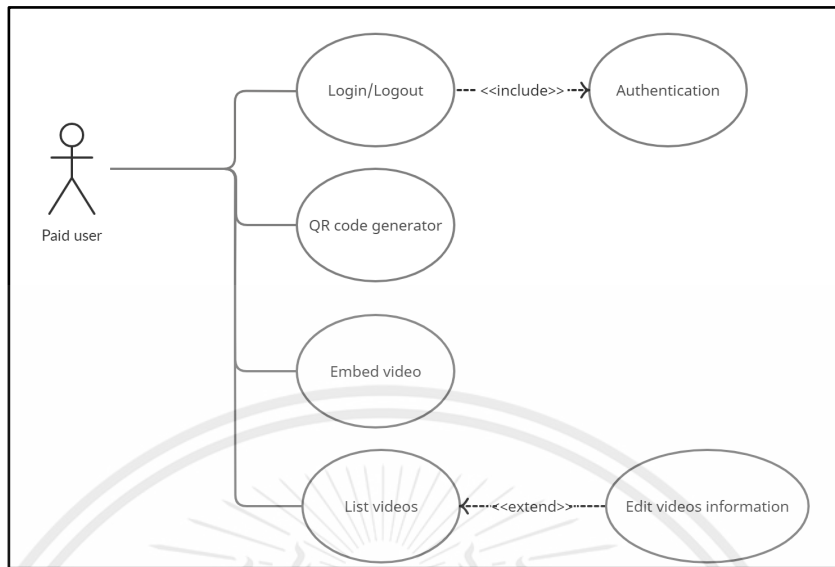 Login/Logout
<<include>>
Authentication
Paid user
QR code generator
Embed video
List videos
<<extend>>
Edit videos information